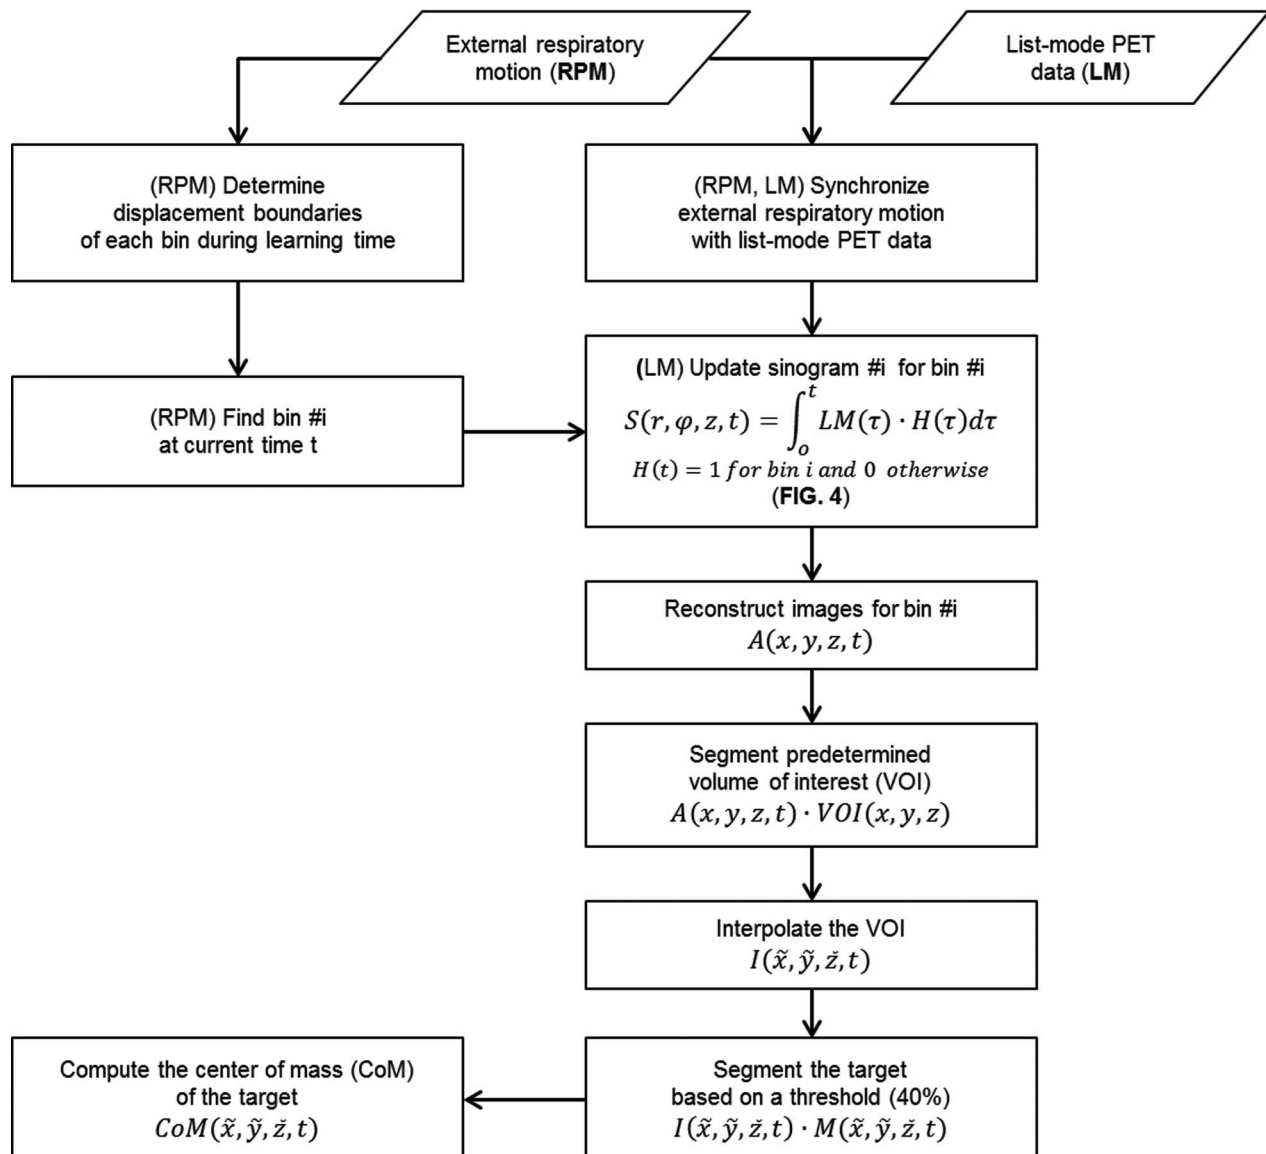 External respiratory
motion (RPM)
List-mode PET
data (LM)
(RPM) Determine
displacement boundaries
of each bin during learning time
(RPM, LM) Synchronize
external respiratory motion
with list-mode PET data
(RPM) Find bin #i
at current time t
(LM) Update sinogram #i for bin #i
S(r, φ, z, t) = ∫ₒᵗ LM(τ) · H(τ)dτ
H(t) = 1 for bin i and 0 otherwise
(FIG. 4)
Reconstruct images for bin #i
A(x, y, z, t)
Segment predetermined
volume of interest (VOI)
A(x, y, z, t) · VOI(x, y, z)
Interpolate the VOI
I(x̃, ỹ, ž, t)
Compute the center of mass (CoM)
of the target
CoM(x̃, ỹ, ž, t)
Segment the target
based on a threshold (40%)
I(x̃, ỹ, ž, t) · M(x̃, ỹ, ž, t)